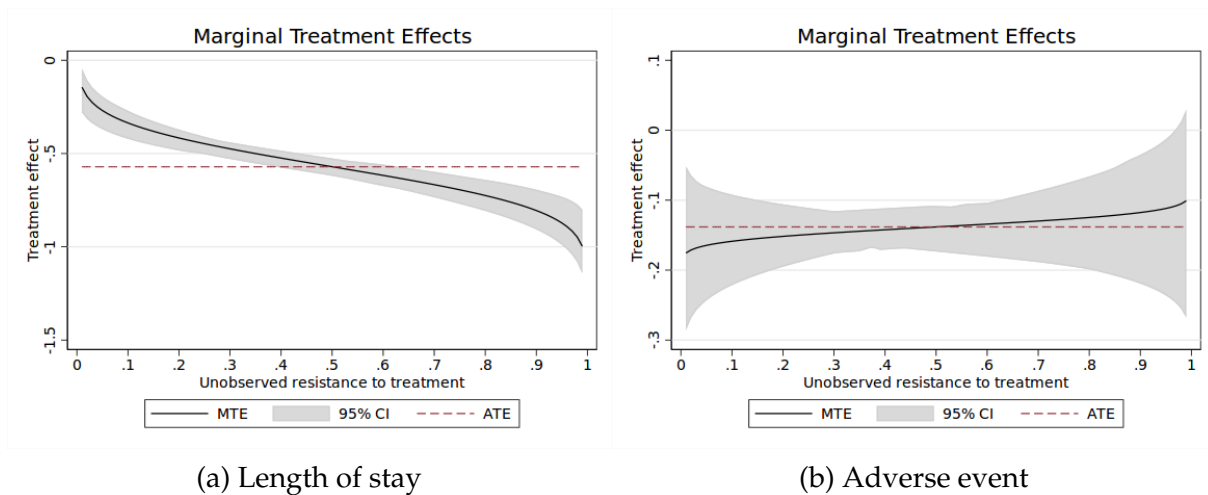 Marginal Treatment Effects
Treatment effect
0
-.5
-1
-1.5
0 .1 .2 .3 .4 .5 .6 .7 .8 .9 1
Unobserved resistance to treatment
MTE 95% CI ATE
(a) Length of stay
Marginal Treatment Effects
Treatment effect
.1
0
-.1
-.2
-.3
0 .1 .2 .3 .4 .5 .6 .7 .8 .9 1
Unobserved resistance to treatment
MTE 95% CI ATE
(b) Adverse event